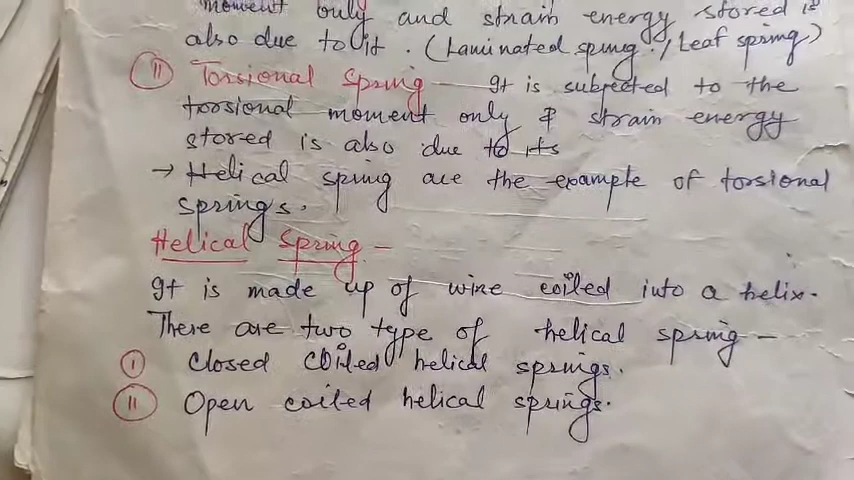 moment only and strain energy stored is
also due to it. (Laminated spring, Leaf spring)
(ii) Torsional Spring — It is subjected to the
torsional moment only & strain energy
stored is also due to its
→ Helical spring are the example of torsional
springs.
Helical Spring –
It is made up of wire coiled into a helix.
There are two type of helical spring –
(i) Closed coiled helical springs.
(ii) Open coiled helical springs.